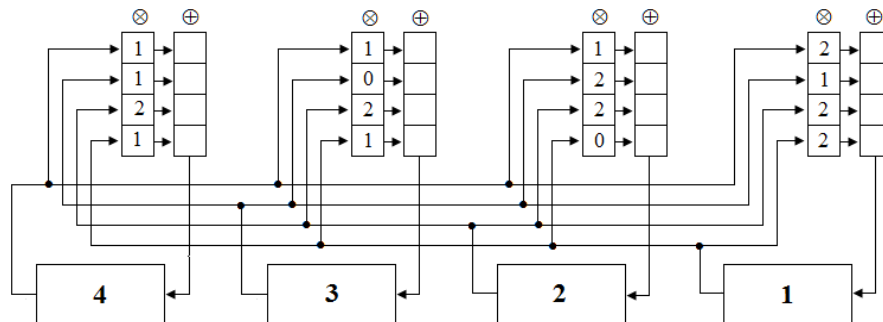 ⊗ ⊕ ⊗ ⊕ ⊗ ⊕ ⊗ ⊕
1 1 1 2
1 0 2 1
2 2 2 2
1 1 0 2
4 3 2 1